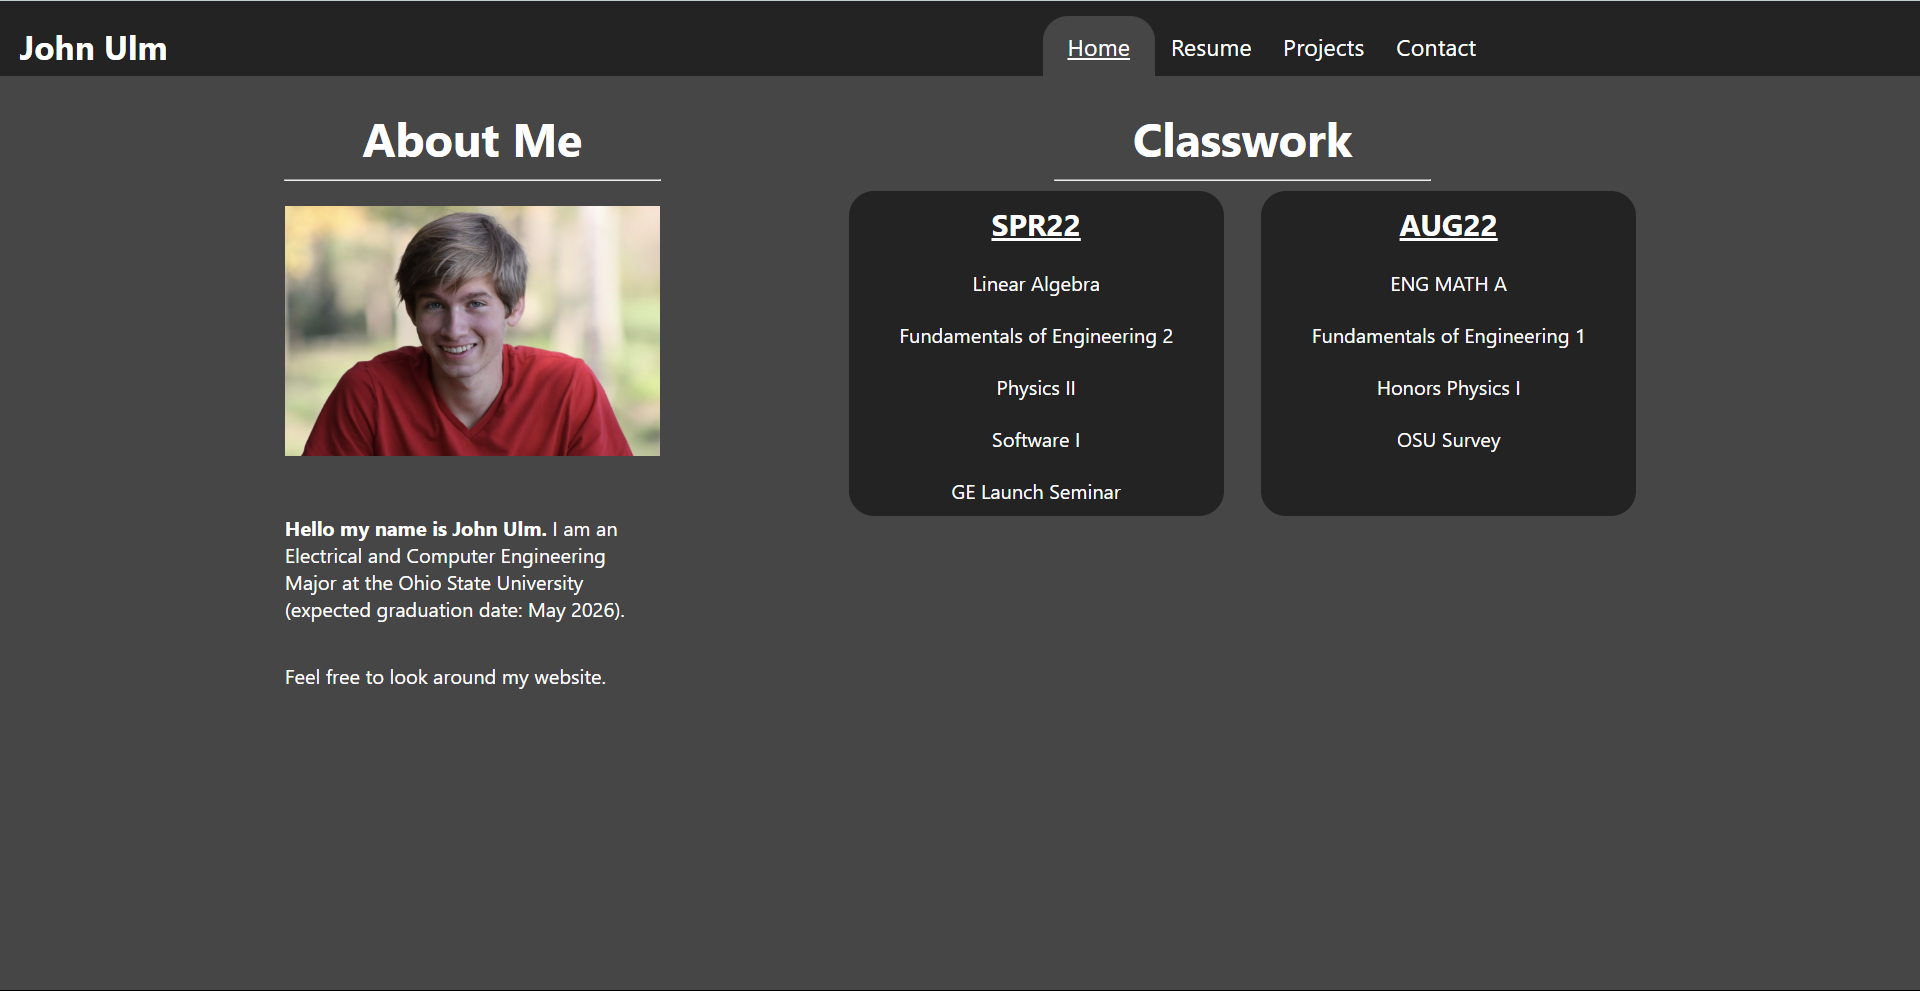 John Ulm
Home Resume Projects Contact
About Me
Hello my name is John Ulm. I am an
Electrical and Computer Engineering
Major at the Ohio State University
(expected graduation date: May 2026).
Feel free to look around my website.
Classwork
SPR22
Linear Algebra
Fundamentals of Engineering 2
Physics II
Software I
GE Launch Seminar
AUG22
ENG MATH A
Fundamentals of Engineering 1
Honors Physics I
OSU Survey